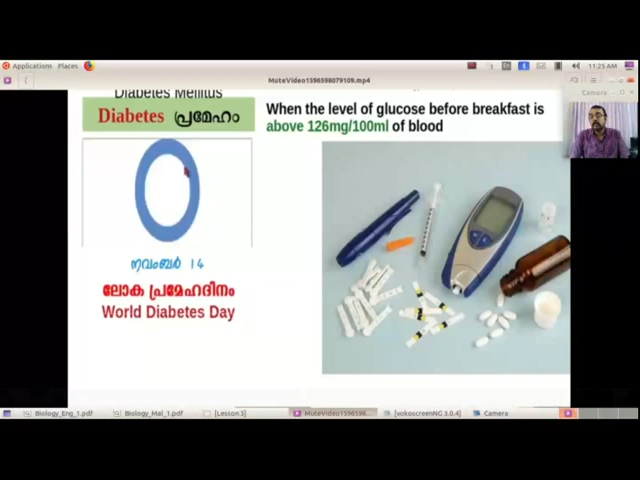 Applications Places
11:25 AM
MuteVideo1596598079109.mp4
Camera
Diabetes Mellitus
Diabetes പ്രമേഹം
When the level of glucose before breakfast is
above 126mg/100ml of blood
നവംബർ 14
ലോക പ്രമേഹദിനം
World Diabetes Day
Biology_Eng_1.pdf
Biology_Mal_1.pdf
[Lesson 3]
MuteVideo1596598...
[vokoscreenNG 3.0.4]
Camera